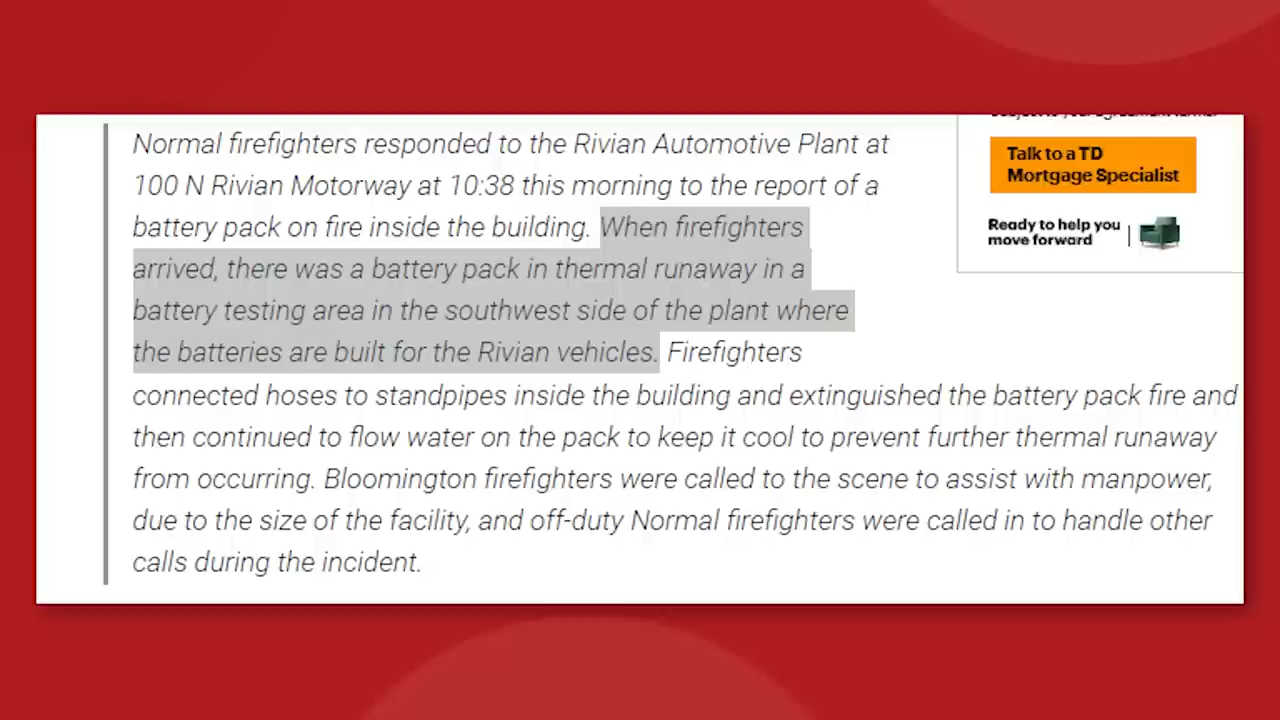 Normal firefighters responded to the Rivian Automotive Plant at
100 N Rivian Motorway at 10:38 this morning to the report of a
battery pack on fire inside the building. When firefighters
arrived, there was a battery pack in thermal runaway in a
battery testing area in the southwest side of the plant where
the batteries are built for the Rivian vehicles. Firefighters
connected hoses to standpipes inside the building and extinguished the battery pack fire and
then continued to flow water on the pack to keep it cool to prevent further thermal runaway
from occurring. Bloomington firefighters were called to the scene to assist with manpower,
due to the size of the facility, and off-duty Normal firefighters were called in to handle other
calls during the incident.
Talk to a TD
Mortgage Specialist
Ready to help you
move forward